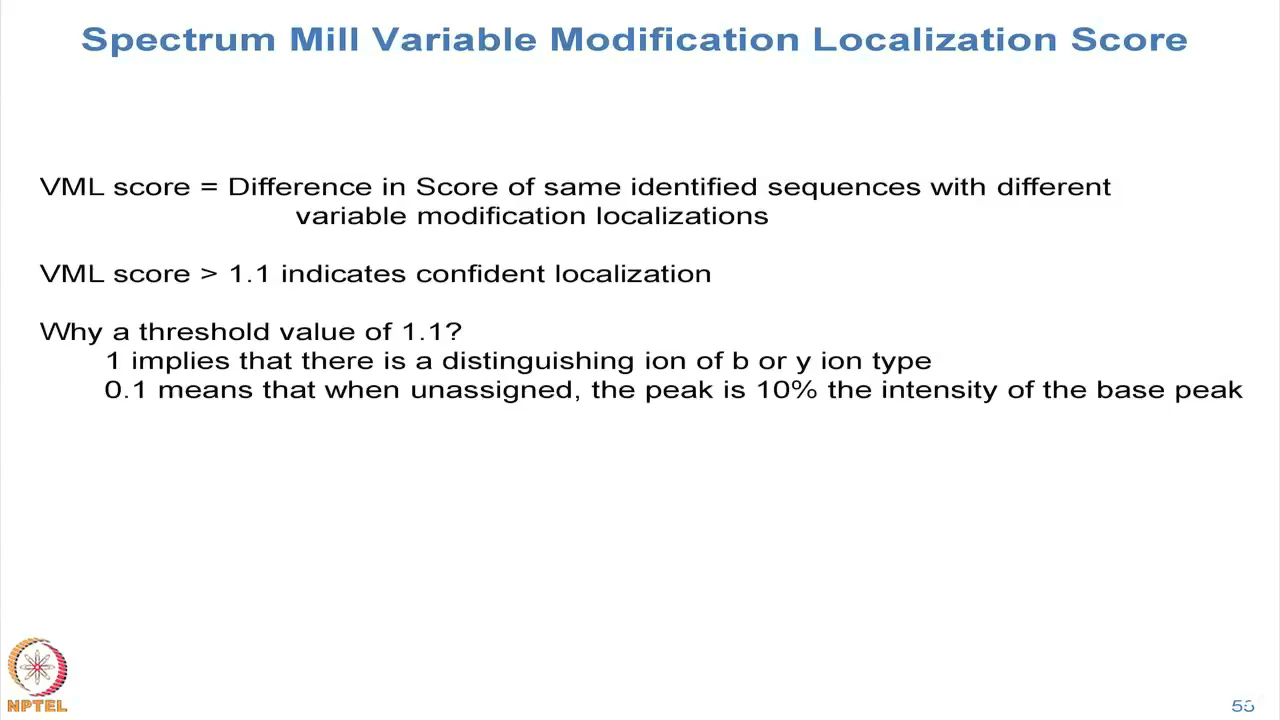 Spectrum Mill Variable Modification Localization Score
VML score = Difference in Score of same identified sequences with different
variable modification localizations
VML score > 1.1 indicates confident localization
Why a threshold value of 1.1?
1 implies that there is a distinguishing ion of b or y ion type
0.1 means that when unassigned, the peak is 10% the intensity of the base peak
NPTEL